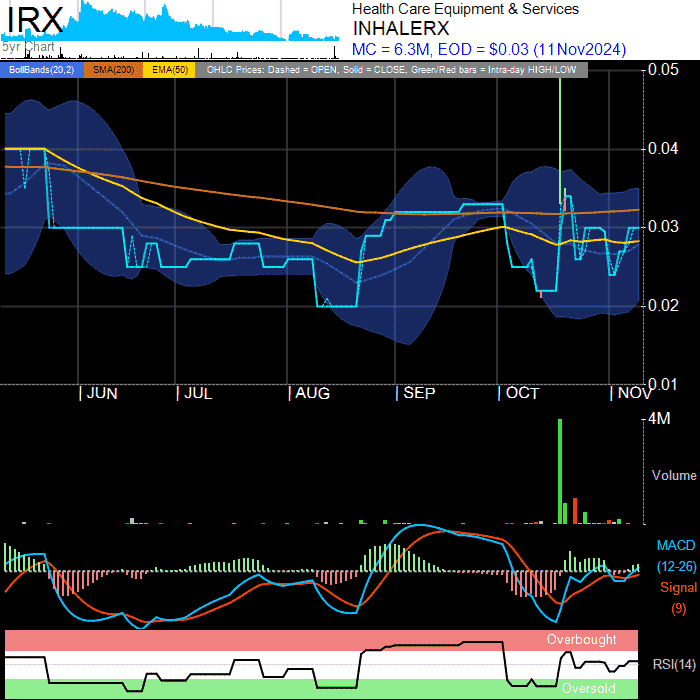 IRX
5yr Chart
Health Care Equipment & Services
INHALERX
MC = 6.3M, EOD = $0.03 (11Nov2024)
BollBands(20,2) SMA(200) EMA(50) OHLC Prices: Dashed = OPEN, Solid = CLOSE, Green/Red bars = Intra-day HIGH/LOW
0.05
0.04
0.03
0.02
0.01
JUN JUL AUG SEP OCT NOV
4M
Volume
MACD
(12-26)
Signal
(9)
Overbought
RSI(14)
Oversold